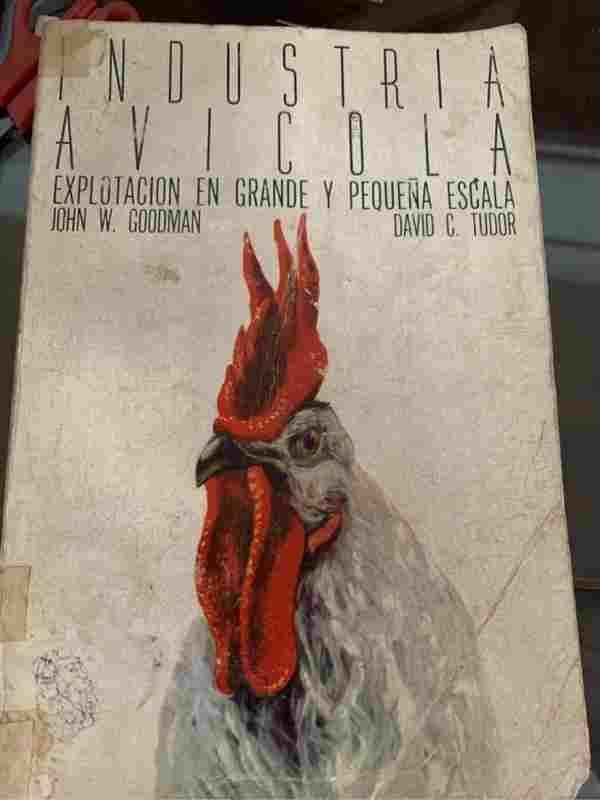 INDUSTRIA
AVICOLA
EXPLOTACION EN GRANDE Y PEQUEÑA ESCALA
JOHN W. GOODMAN
DAVID C. TUDOR